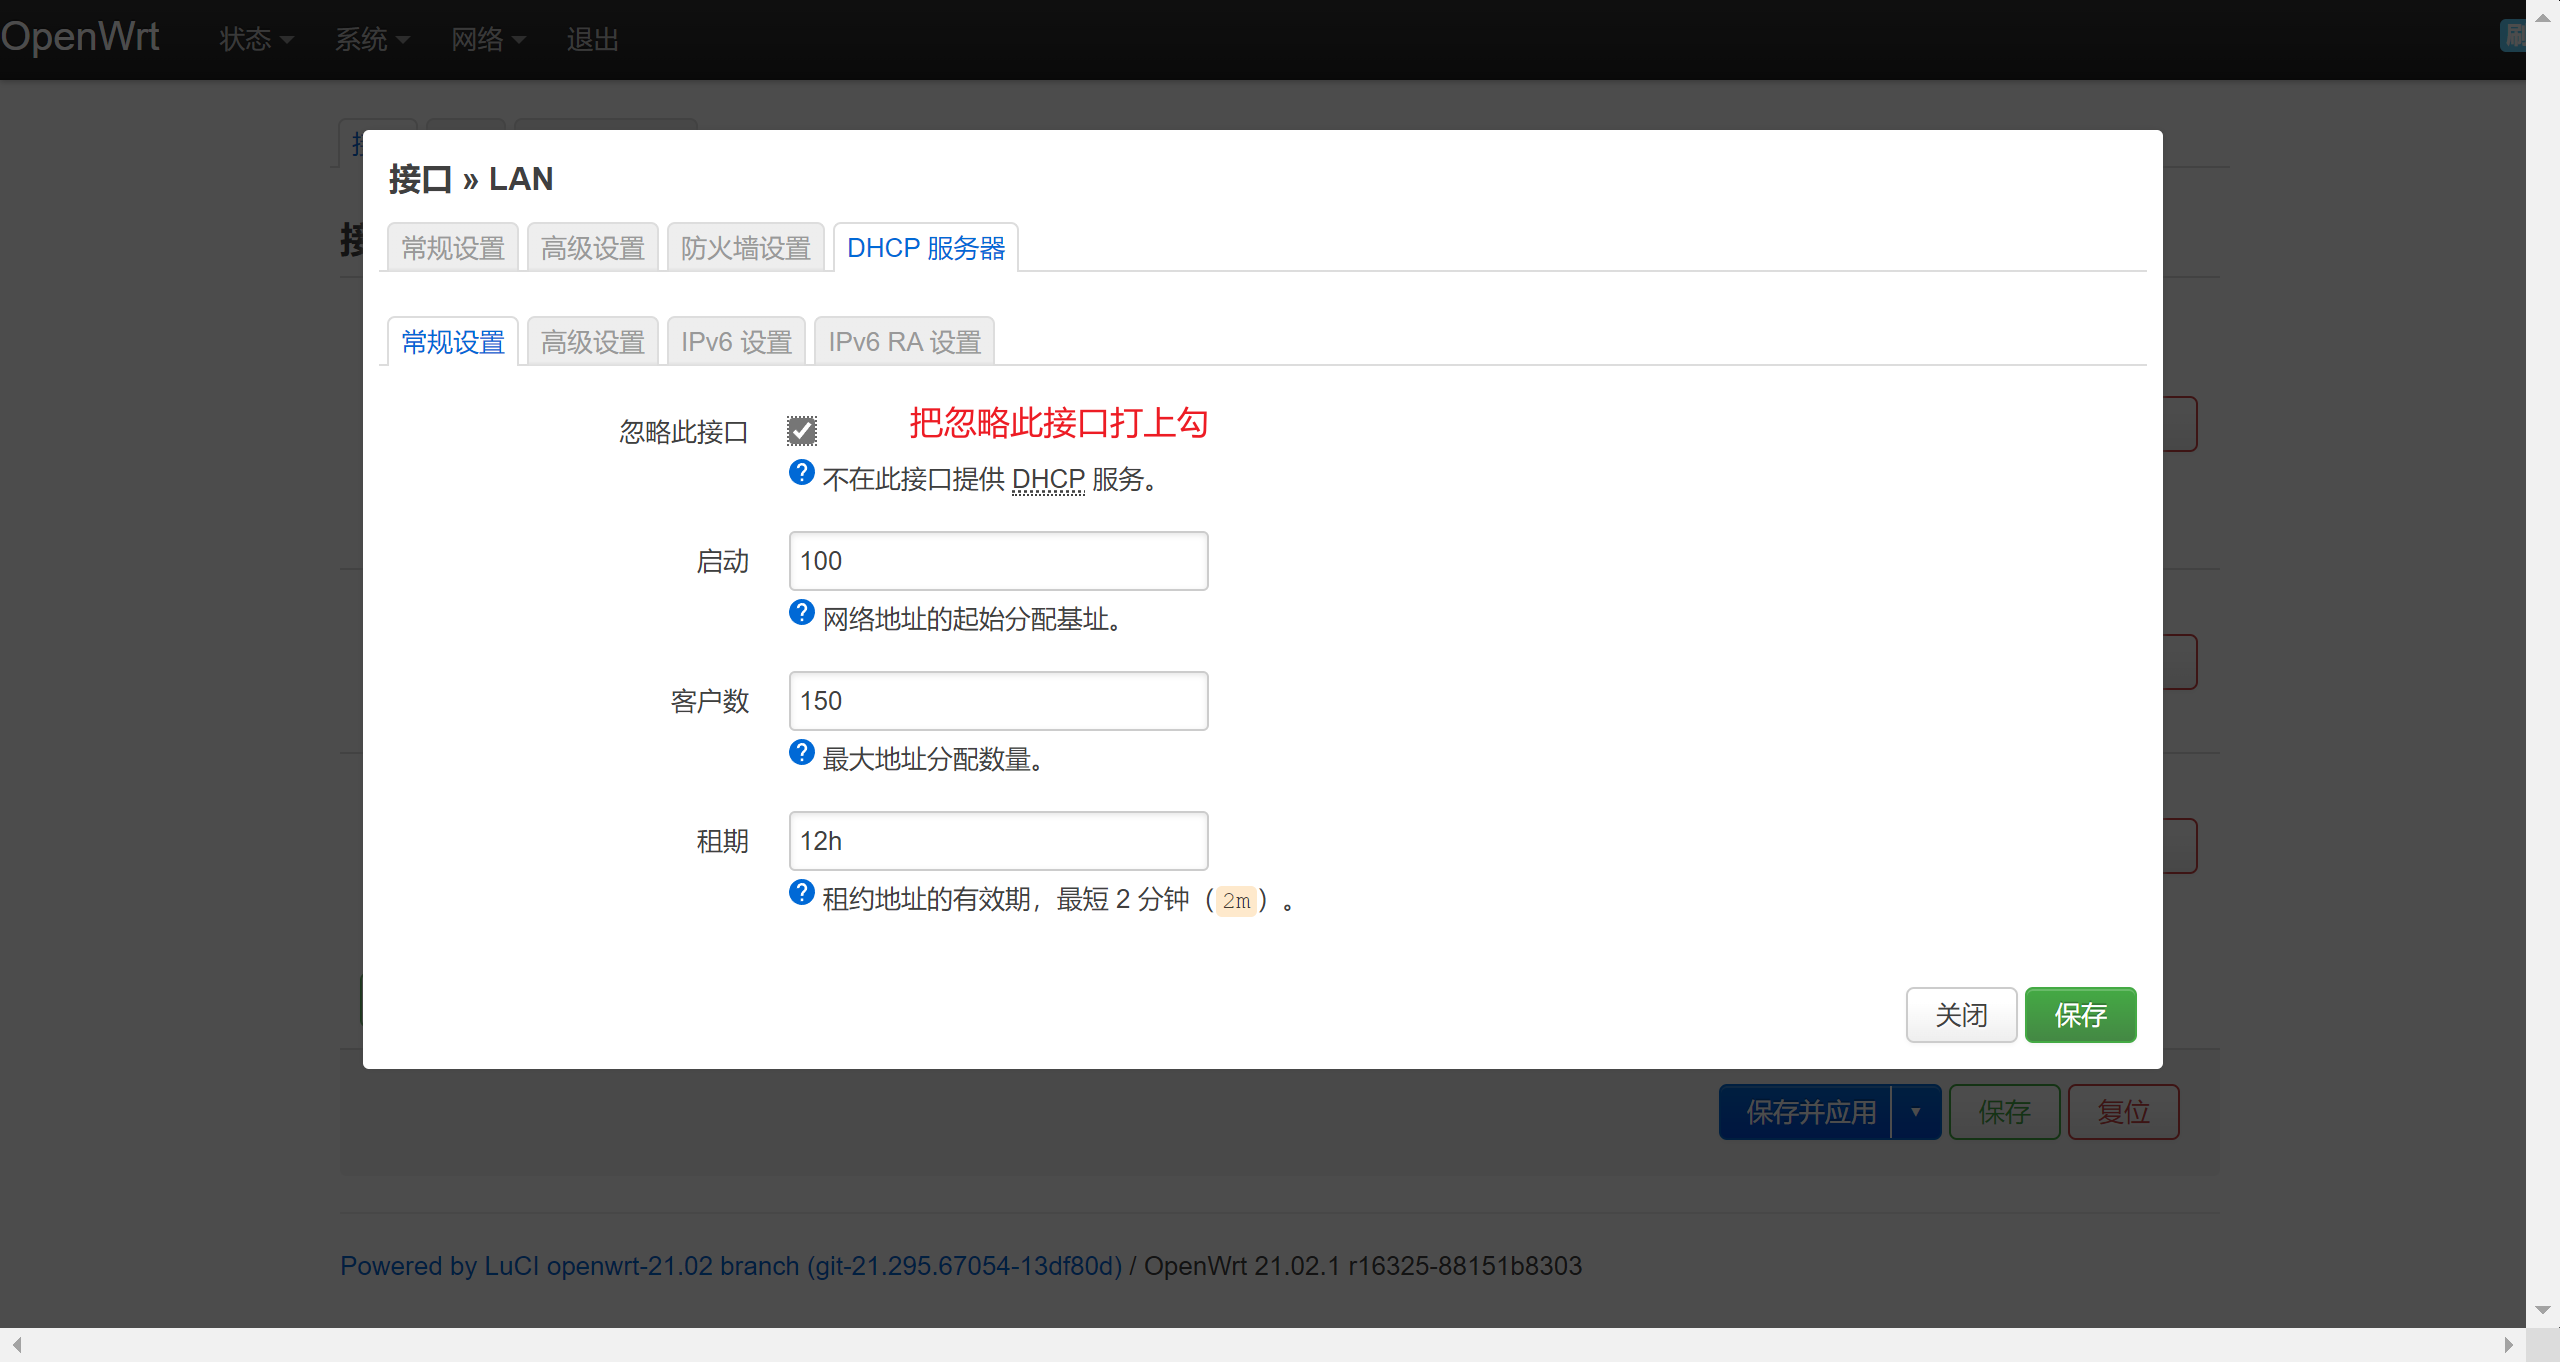 OpenWrt 状态 系统 网络 退出
接口 » LAN
常规设置 高级设置 防火墙设置 DHCP 服务器
常规设置 高级设置 IPv6 设置 IPv6 RA 设置
忽略此接口 把忽略此接口打上勾
不在此接口提供 DHCP 服务。
启动 100
网络地址的起始分配基址。
客户数 150
最大地址分配数量。
租期 12h
租约地址的有效期，最短 2 分钟（2m）。
关闭 保存
保存并应用 保存 复位
Powered by LuCI openwrt-21.02 branch (git-21.295.67054-13df80d) / OpenWrt 21.02.1 r16325-88151b8303